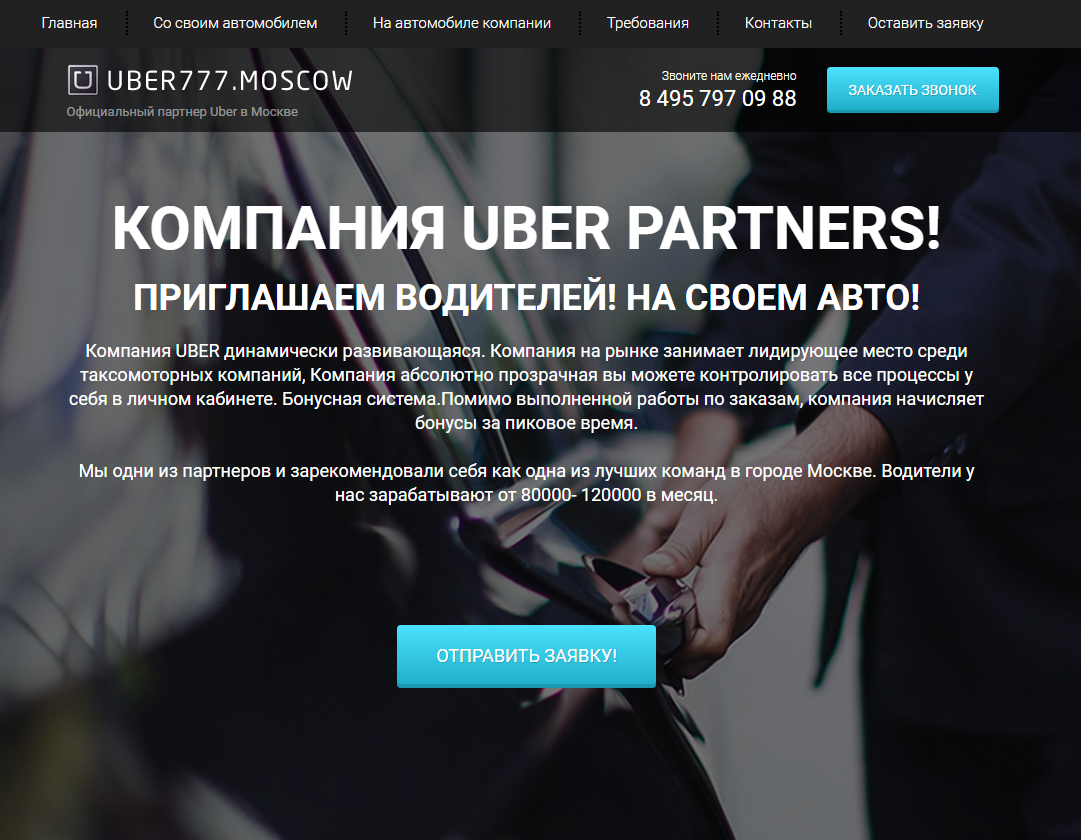 Главная Со своим автомобилем На автомобиле компании Требования Контакты Оставить заявку
UBER777.MOSCOW
Официальный партнер Uber в Москве
Звоните нам ежедневно
8 495 797 09 88
ЗАКАЗАТЬ ЗВОНОК
КОМПАНИЯ UBER PARTNERS!
ПРИГЛАШАЕМ ВОДИТЕЛЕЙ! НА СВОЕМ АВТО!
Компания UBER динамически развивающаяся. Компания на рынке занимает лидирующее место среди
таксомоторных компаний, Компания абсолютно прозрачная вы можете контролировать все процессы у
себя в личном кабинете. Бонусная система.Помимо выполненной работы по заказам, компания начисляет
бонусы за пиковое время.
Мы одни из партнеров и зарекомендовали себя как одна из лучших команд в городе Москве. Водители у
нас зарабатывают от 80000- 120000 в месяц.
ОТПРАВИТЬ ЗАЯВКУ!